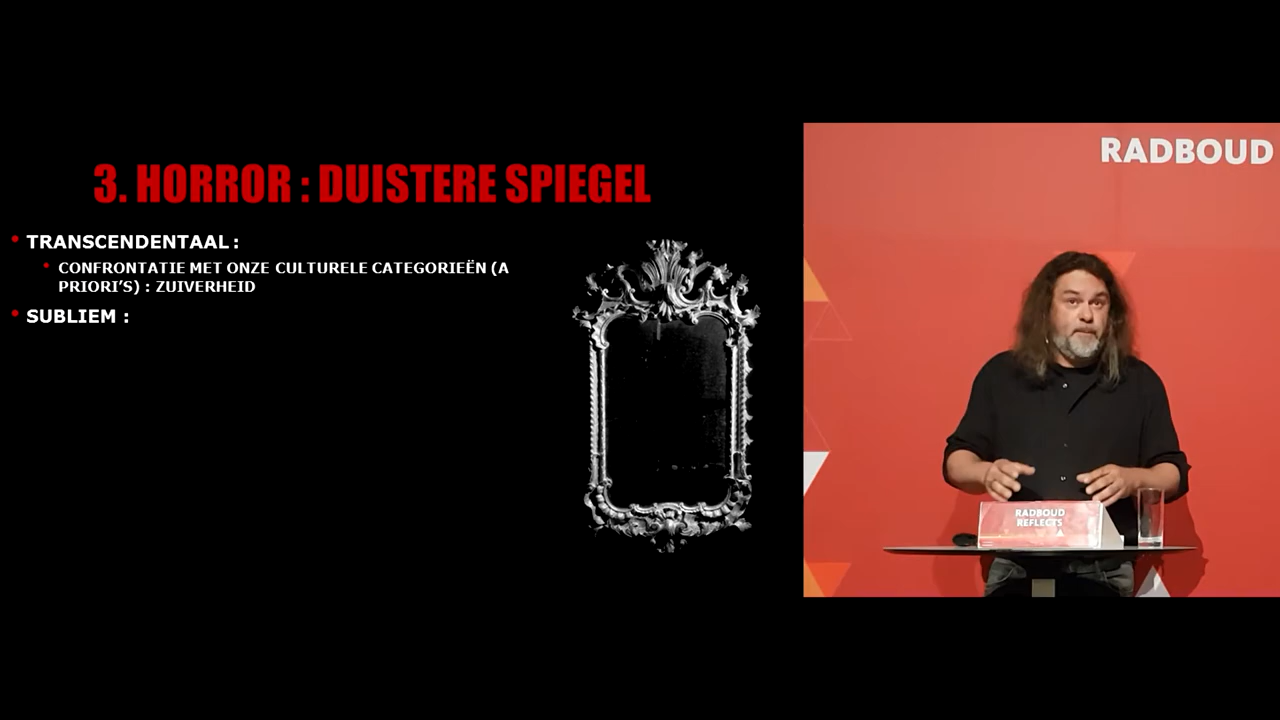 3. HORROR : DUISTERE SPIEGEL
• TRANSCENDENTAAL :
• CONFRONTATIE MET ONZE CULTURELE CATEGORIEËN (A
PRIORI’S) : ZUIVERHEID
• SUBLIEM :
RADBOUD
RADBOUD
REFLECTS